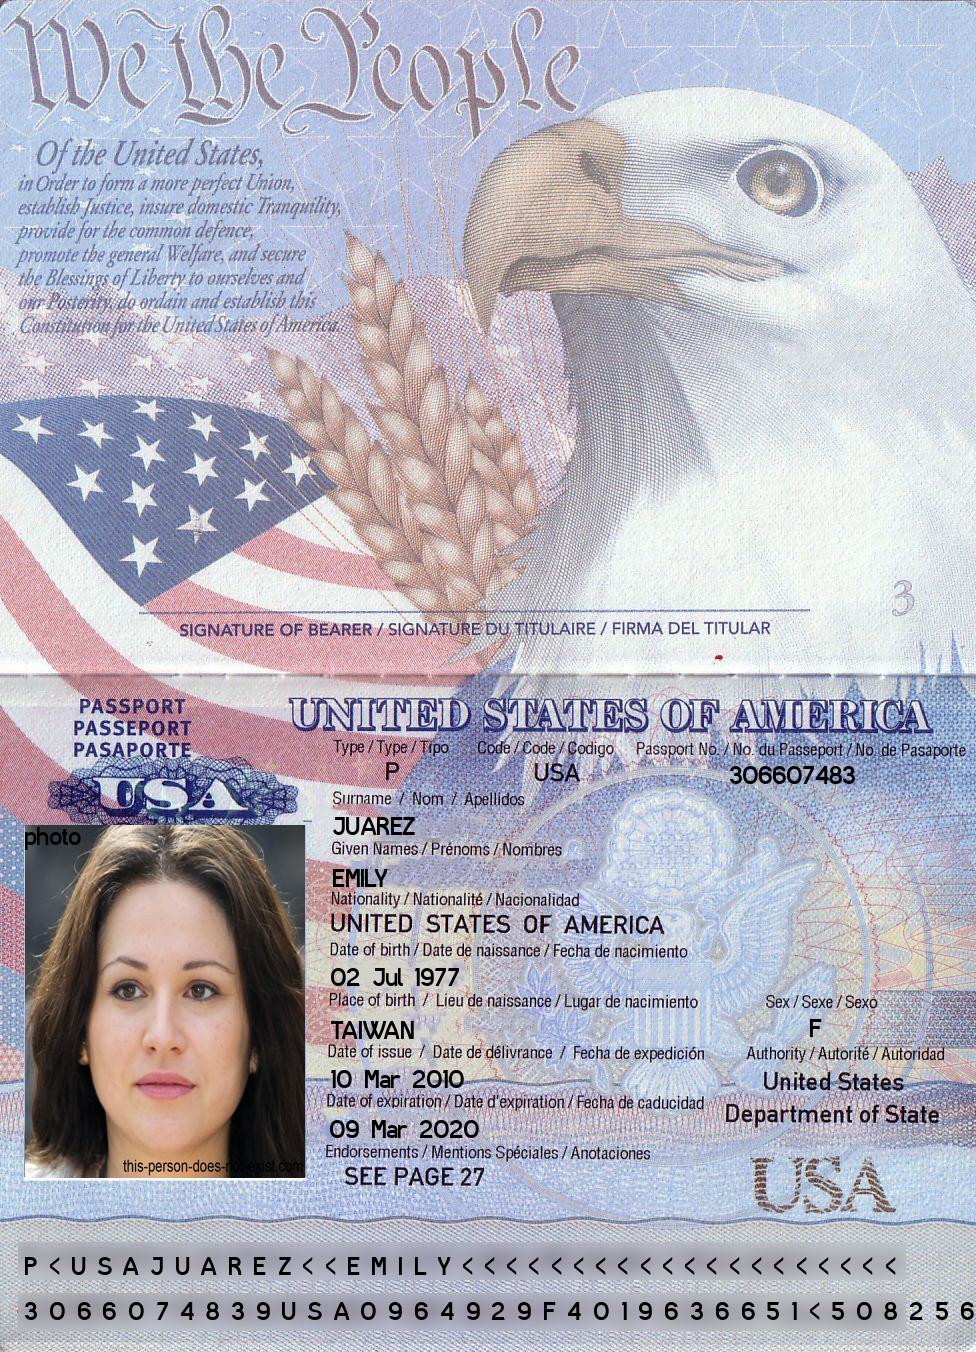 We the People
Of the United States,
in Order to form a more perfect Union,
establish Justice, insure domestic Tranquility,
provide for the common defence,
promote the general Welfare, and secure
the Blessings of Liberty to ourselves and
our Posterity, do ordain and establish this
Constitution for the United States of America.
3
SIGNATURE OF BEARER / SIGNATURE DU TITULAIRE / FIRMA DEL TITULAR
PASSPORT
PASSEPORT
PASAPORTE
USA
UNITED STATES OF AMERICA
Type / Type / Tipo Code / Code / Codigo Passport No. / No. du Passeport / No. de Pasaporte
P USA 306607483
Surname / Nom / Apellidos
JUAREZ
Given Names / Prénoms / Nombres
EMILY
Nationality / Nationalité / Nacionalidad
UNITED STATES OF AMERICA
Date of birth / Date de naissance / Fecha de nacimiento
02 Jul 1977
Place of birth / Lieu de naissance / Lugar de nacimiento Sex / Sexe / Sexo
TAIWAN F
Date of issue / Date de délivrance / Fecha de expedición Authority / Autorité / Autoridad
10 Mar 2010 United States
Date of expiration / Date d'expiration / Fecha de caducidad Department of State
09 Mar 2020
Endorsements / Mentions Spéciales / Anotaciones
SEE PAGE 27
USA
photo
this-person-does-not-exist.com
P<USAJUAREZ<<EMILY<<<<<<<<<<<<<<<<<<
3066074839USA0964929F4019636651<508256